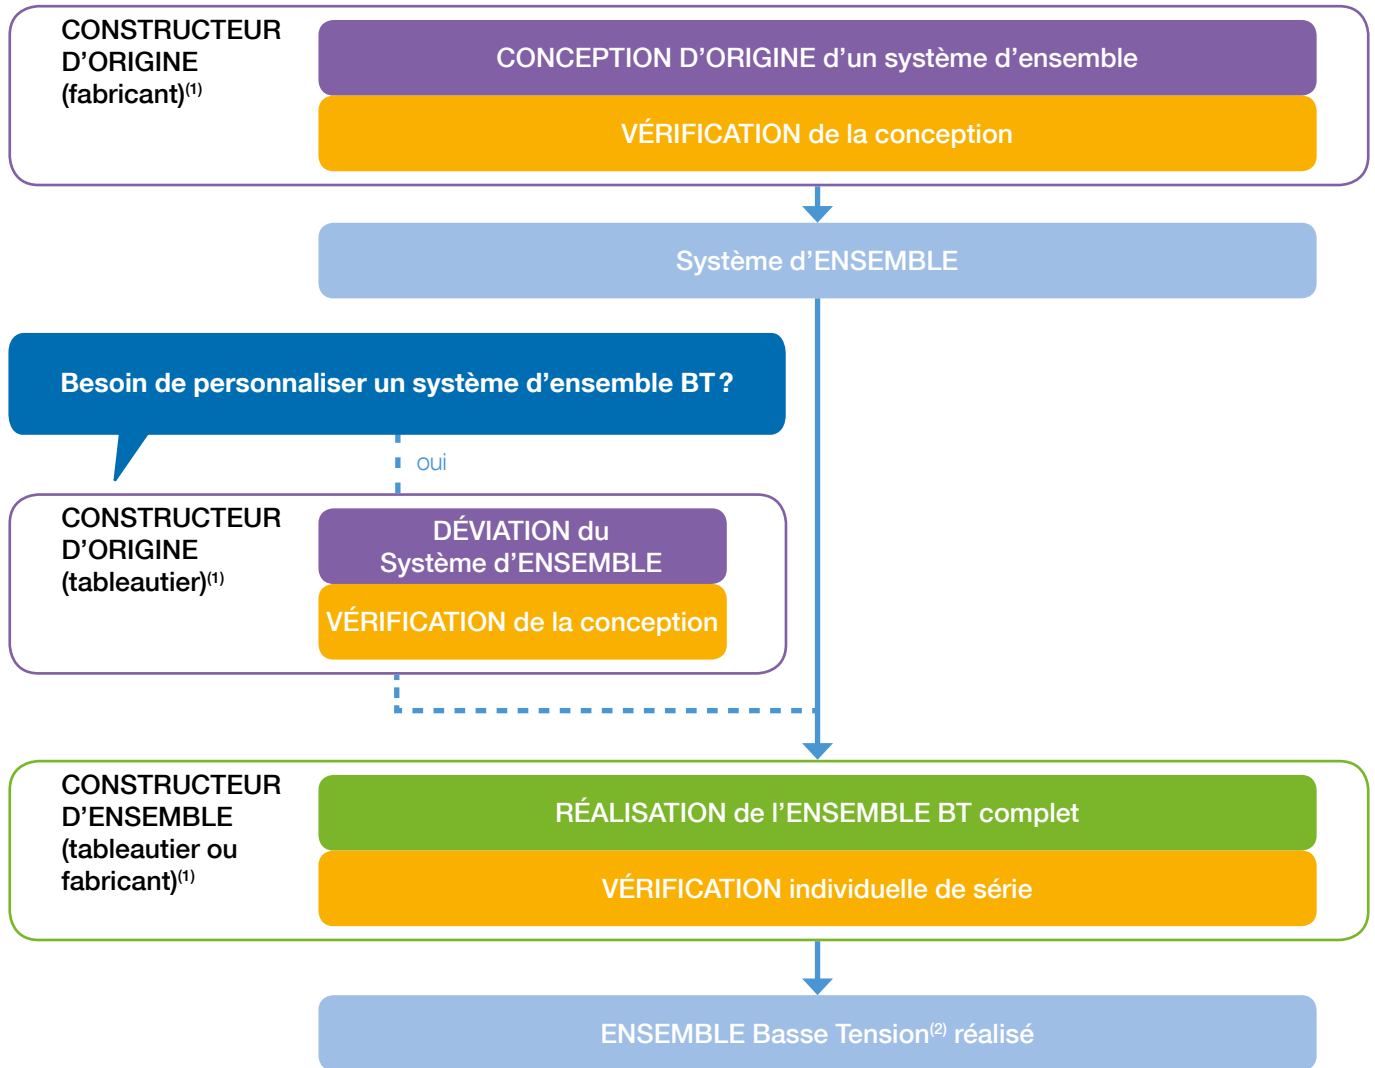 CONSTRUCTEUR
D’ORIGINE
(fabricant)(1)
CONCEPTION D’ORIGINE d’un système d’ensemble
VÉRIFICATION de la conception
Système d’ENSEMBLE
Besoin de personnaliser un système d’ensemble BT ?
oui
CONSTRUCTEUR
D’ORIGINE
(tableautier)(1)
DÉVIATION du
Système d’ENSEMBLE
VÉRIFICATION de la conception
CONSTRUCTEUR
D’ENSEMBLE
(tableautier ou
fabricant)(1)
RÉALISATION de l’ENSEMBLE BT complet
VÉRIFICATION individuelle de série
ENSEMBLE Basse Tension(2) réalisé